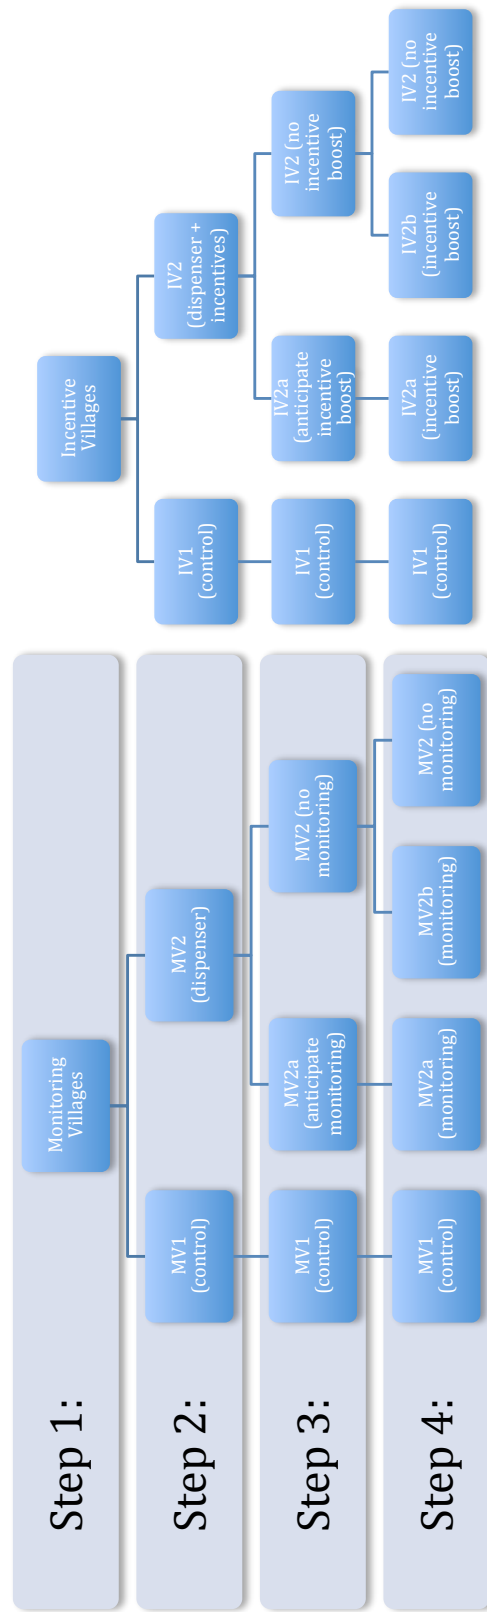 Step 1:
Monitoring
Villages
Incentive
Villages
Step 2:
MV1
(control)
MV2
(dispenser)
IV1
(control)
IV2
(dispenser +
incentives)
Step 3:
MV1
(control)
MV2a
(anticipate
monitoring)
MV2 (no
monitoring)
IV1
(control)
IV2a
(anticipate
incentive
boost)
IV2 (no
incentive
boost)
Step 4:
MV1
(control)
MV2a
(monitoring)
MV2b
(monitoring)
MV2 (no
monitoring)
IV1
(control)
IV2a
(incentive
boost)
IV2b
(incentive
boost)
IV2 (no
incentive
boost)